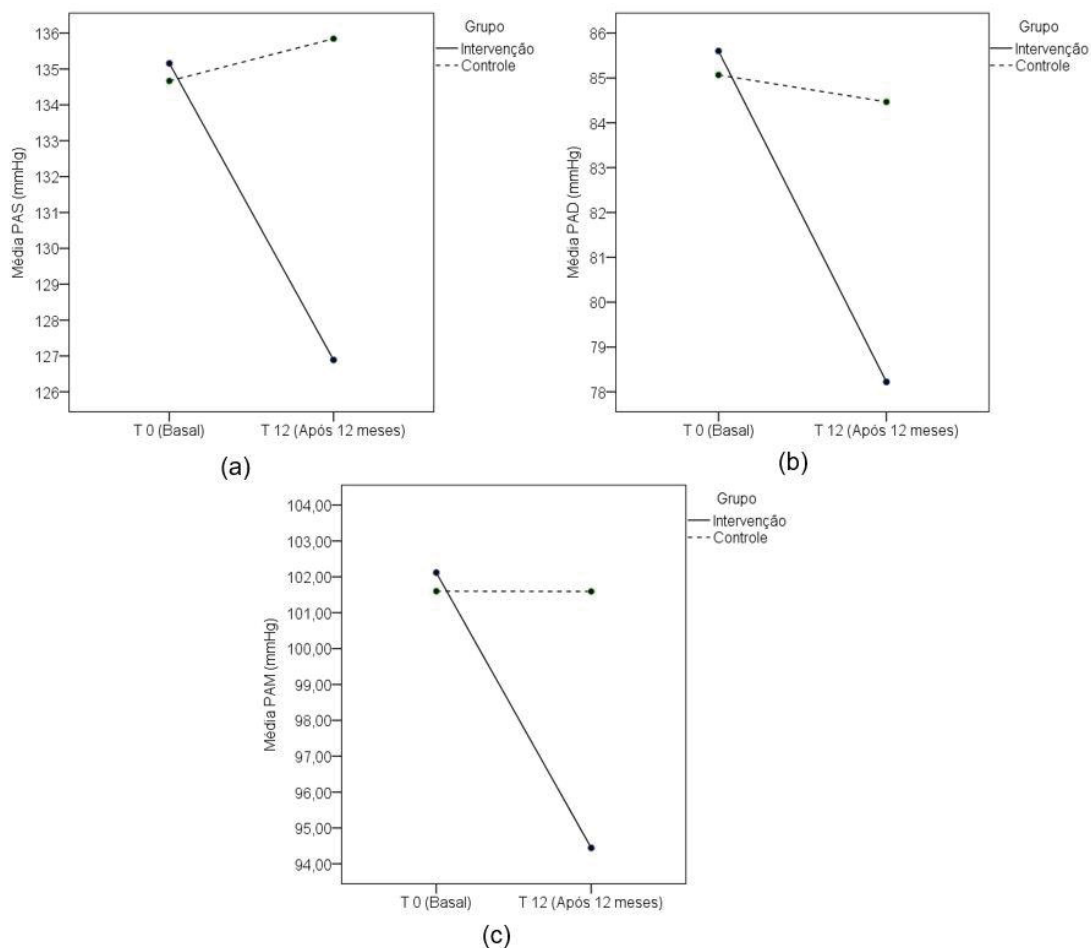 Média PAS (mmHg)
136
135
134
133
132
131
130
129
128
127
126
T 0 (Basal)
T 12 (Após 12 meses)
Grupo
Intervenção
Controle
(a)
Média PAD (mmHg)
86
85
84
83
82
81
80
79
78
T 0 (Basal)
T 12 (Após 12 meses)
Grupo
Intervenção
Controle
(b)
Média PAM (mmHg)
104,00
103,00
102,00
101,00
100,00
99,00
98,00
97,00
96,00
95,00
94,00
T 0 (Basal)
T 12 (Após 12 meses)
Grupo
Intervenção
Controle
(c)